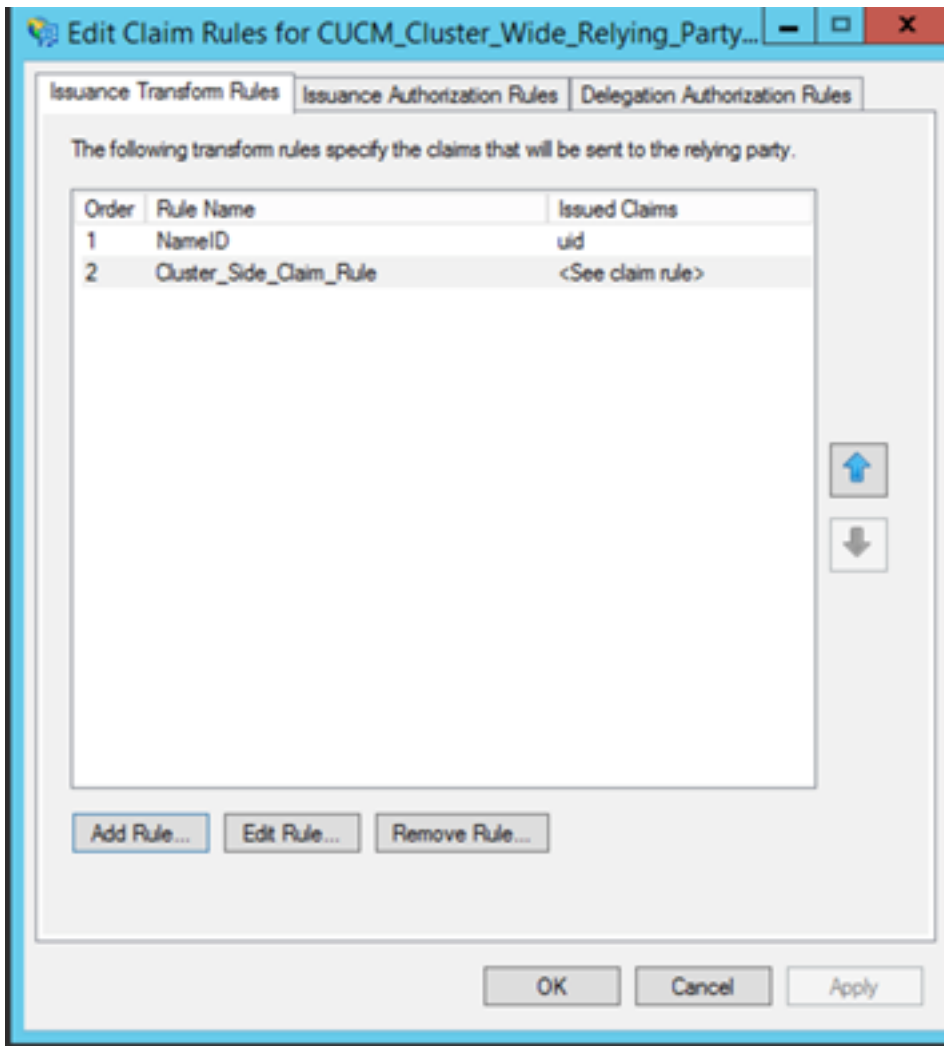 Edit Claim Rules for CUCM_Cluster_Wide_Relying_Party...
Issuance Transform Rules Issuance Authorization Rules Delegation Authorization Rules
The following transform rules specify the claims that will be sent to the relying party.
Order Rule Name Issued Claims
1 NameID uid
2 Cluster_Side_Claim_Rule <See claim rule>
Add Rule... Edit Rule... Remove Rule...
OK Cancel Apply